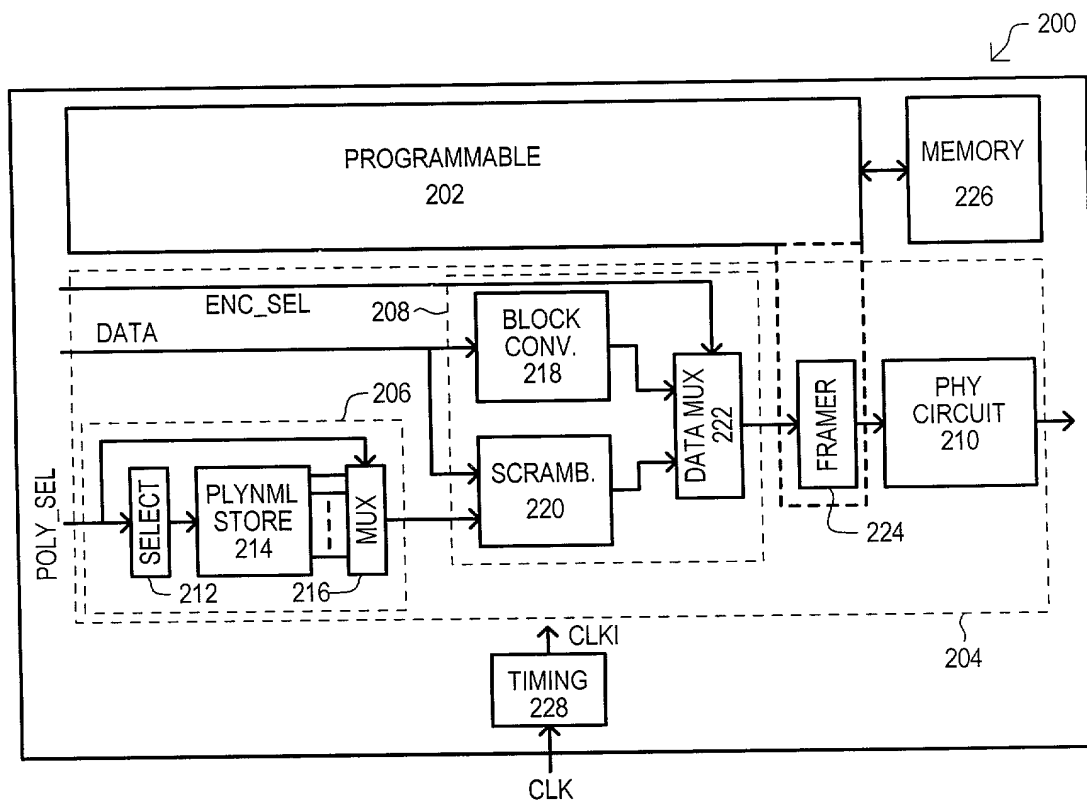 200
PROGRAMMABLE
202
MEMORY
226
ENC_SEL
208
DATA
BLOCK
CONV.
218
DATA MUX
222
PHY
CIRCUIT
210
FRAMER
224
206
POLY_SEL
SELECT
212
PLYNML
STORE
214
MUX
216
SCRAMB.
220
204
CLKI
TIMING
228
CLK